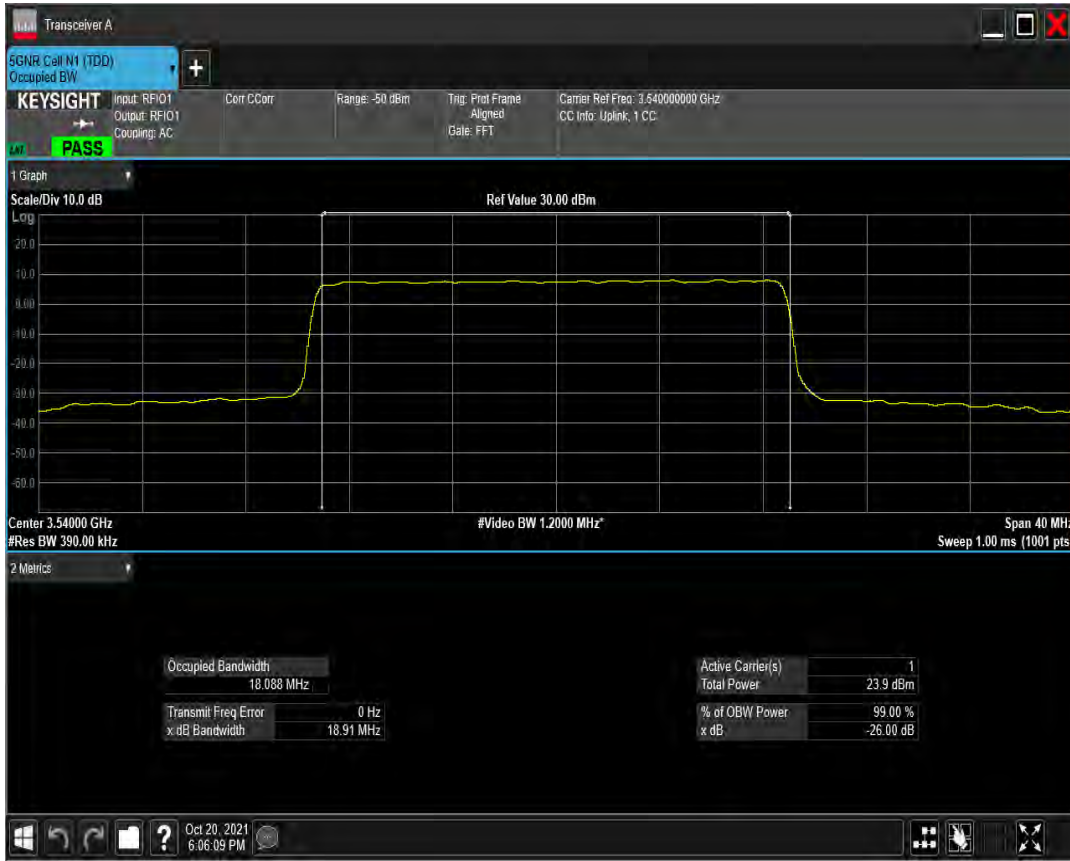 Transceiver A
5GNR Cell N1 (TDD)
Occupied BW
+
KEYSIGHT
PASS
Input: RFIO1
Output: RFIO1
Coupling: AC
Corr CCorr
Range: -50 dBm
Trig: Prot Frame
Aligned
Gate: FFT
Carrier Ref Freq: 3.540000000 GHz
CC Info: Uplink, 1 CC
1 Graph
Scale/Div 10.0 dB
Ref Value 30.00 dBm
Log
20.0
10.0
0.00
-10.0
-20.0
-30.0
-40.0
-50.0
-60.0
Center 3.54000 GHz
#Video BW 1.2000 MHz*
Span 40 MHz
#Res BW 390.00 kHz
Sweep 1.00 ms (1001 pts
2 Metrics
Occupied Bandwidth
18.088 MHz
Transmit Freq Error 0 Hz
x dB Bandwidth 18.91 MHz
Active Carrier(s) 1
Total Power 23.9 dBm
% of OBW Power 99.00 %
x dB -26.00 dB
?
Oct 20, 2021
6:06:09 PM